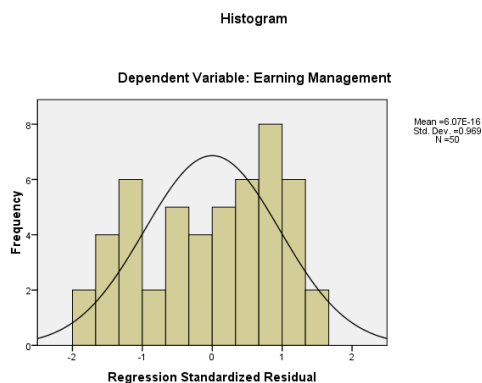 Histogram
Dependent Variable: Earning Management
Mean =6.07E-16
Std. Dev. =0.969
N =50
Frequency
8
6
4
2
0
-2 -1 0 1 2
Regression Standardized Residual